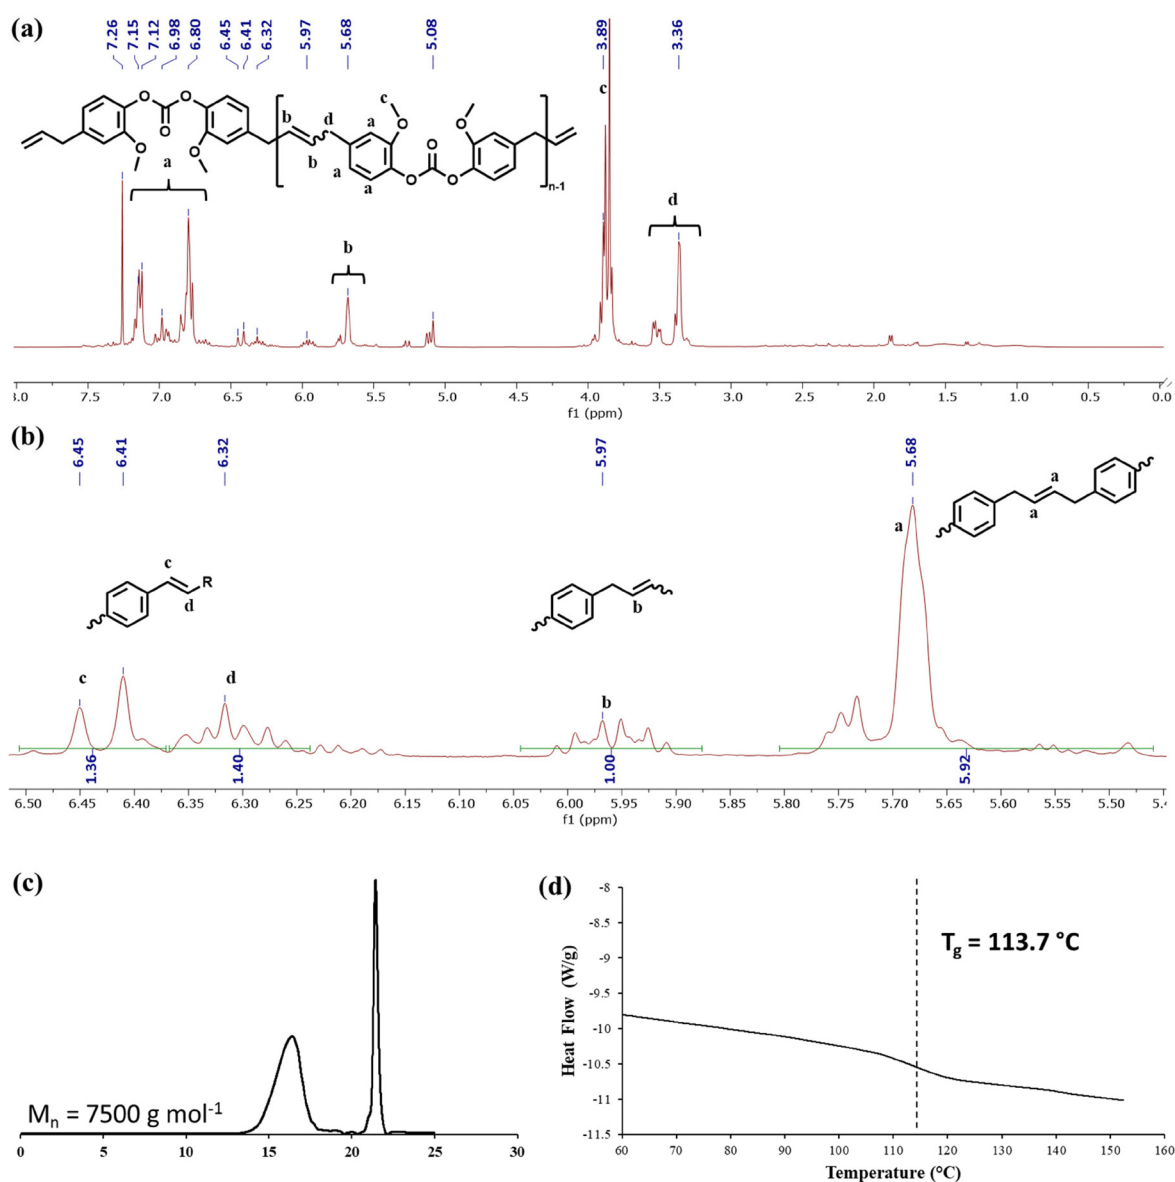 (a)
7.26 7.15 7.12 6.98 6.80 6.45 6.41 6.32 5.97 5.68 5.08 3.89 3.36
c
c
b d
a
O O O
O O O
b
a
a O O
O
n-1
a
b
d
8.0 7.5 7.0 6.5 6.0 5.5 5.0 4.5 4.0 3.5 3.0 2.5 2.0 1.5 1.0 0.5 0.0
f1 (ppm)
(b)
6.45 6.41 6.32 5.97 5.68
a
a
a
c
R
d
b
c
d
b
1.36 1.40 1.00 5.92
6.50 6.45 6.40 6.35 6.30 6.25 6.20 6.15 6.10 6.05 6.00 5.95 5.90 5.85 5.80 5.75 5.70 5.65 5.60 5.55 5.50 5.4
f1 (ppm)
(c)
Mn = 7500 g mol-1
0 5 10 15 20 25 30
(d)
-8
-8.5
-9
-9.5
-10
-10.5
-11
-11.5
Heat Flow (W/g)
Tg = 113.7 °C
60 70 80 90 100 110 120 130 140 150 160
Temperature (°C)